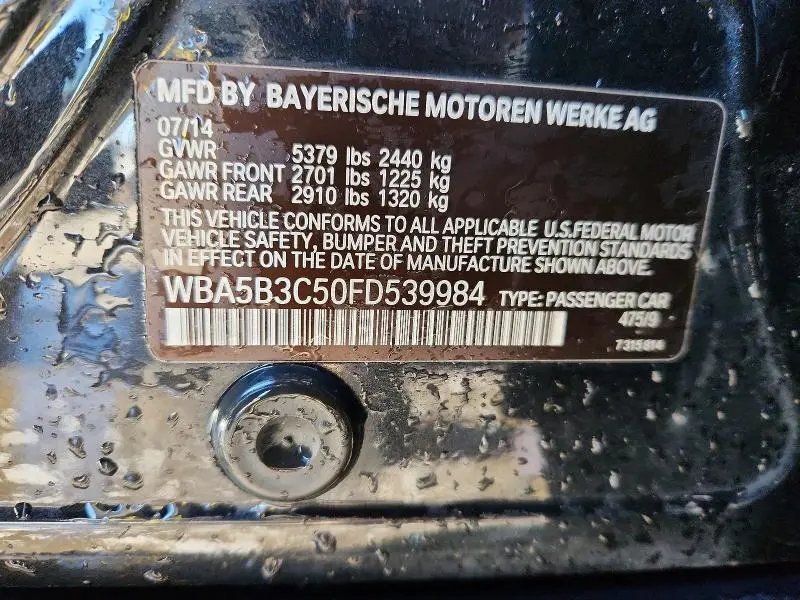 MFD BY BAYERISCHE MOTOREN WERKE AG
07/14
GVWR 5379 lbs 2440 kg
GAWR FRONT 2701 lbs 1225 kg
GAWR REAR 2910 lbs 1320 kg
THIS VEHICLE CONFORMS TO ALL APPLICABLE U.S.FEDERAL MOTOR
VEHICLE SAFETY, BUMPER AND THEFT PREVENTION STANDARDS
IN EFFECT ON THE DATE OF MANUFACTURE SHOWN ABOVE.
WBA5B3C50FD539984 TYPE: PASSENGER CAR
475/9
7315814